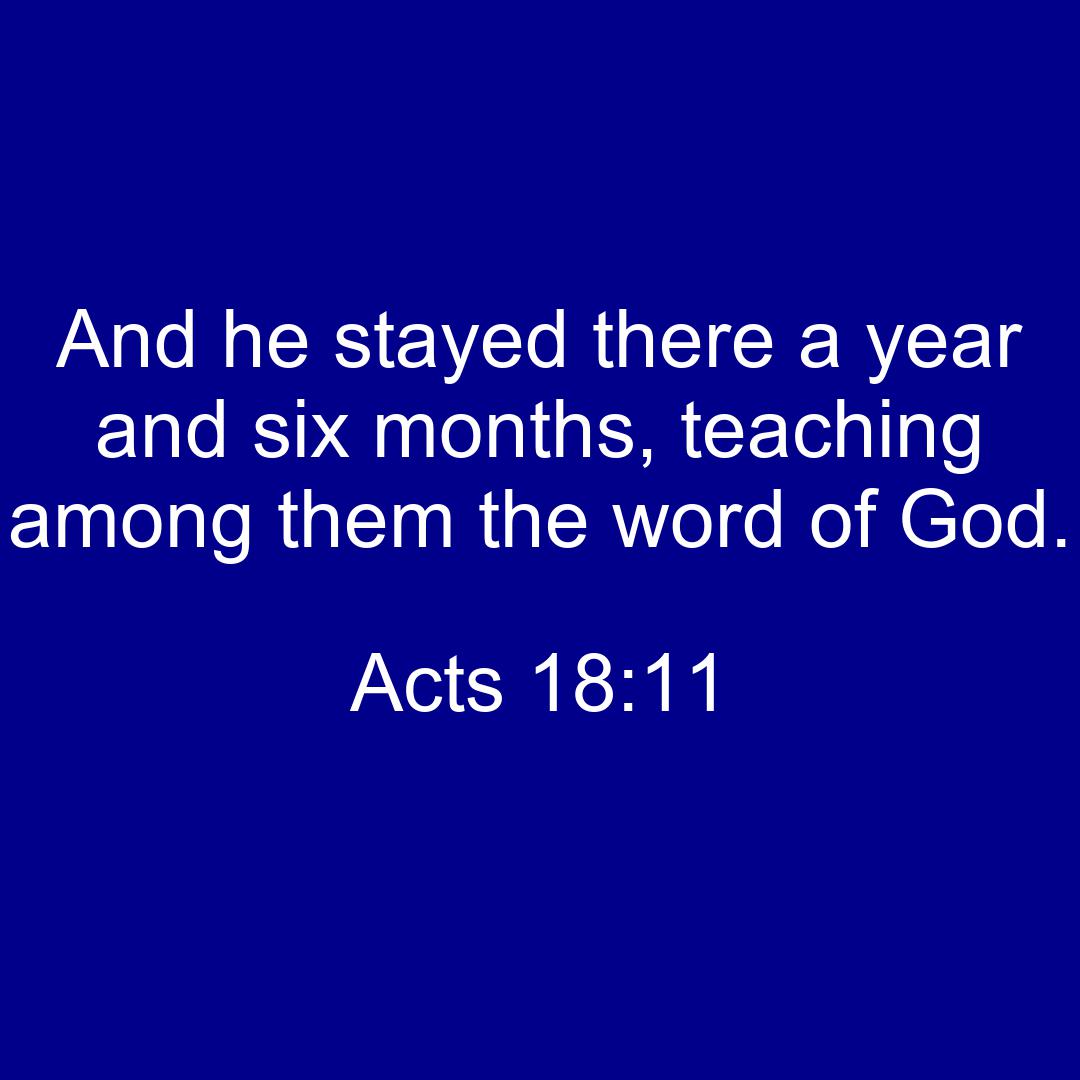 And he stayed there a year
and six months, teaching
among them the word of God.
Acts 18:11